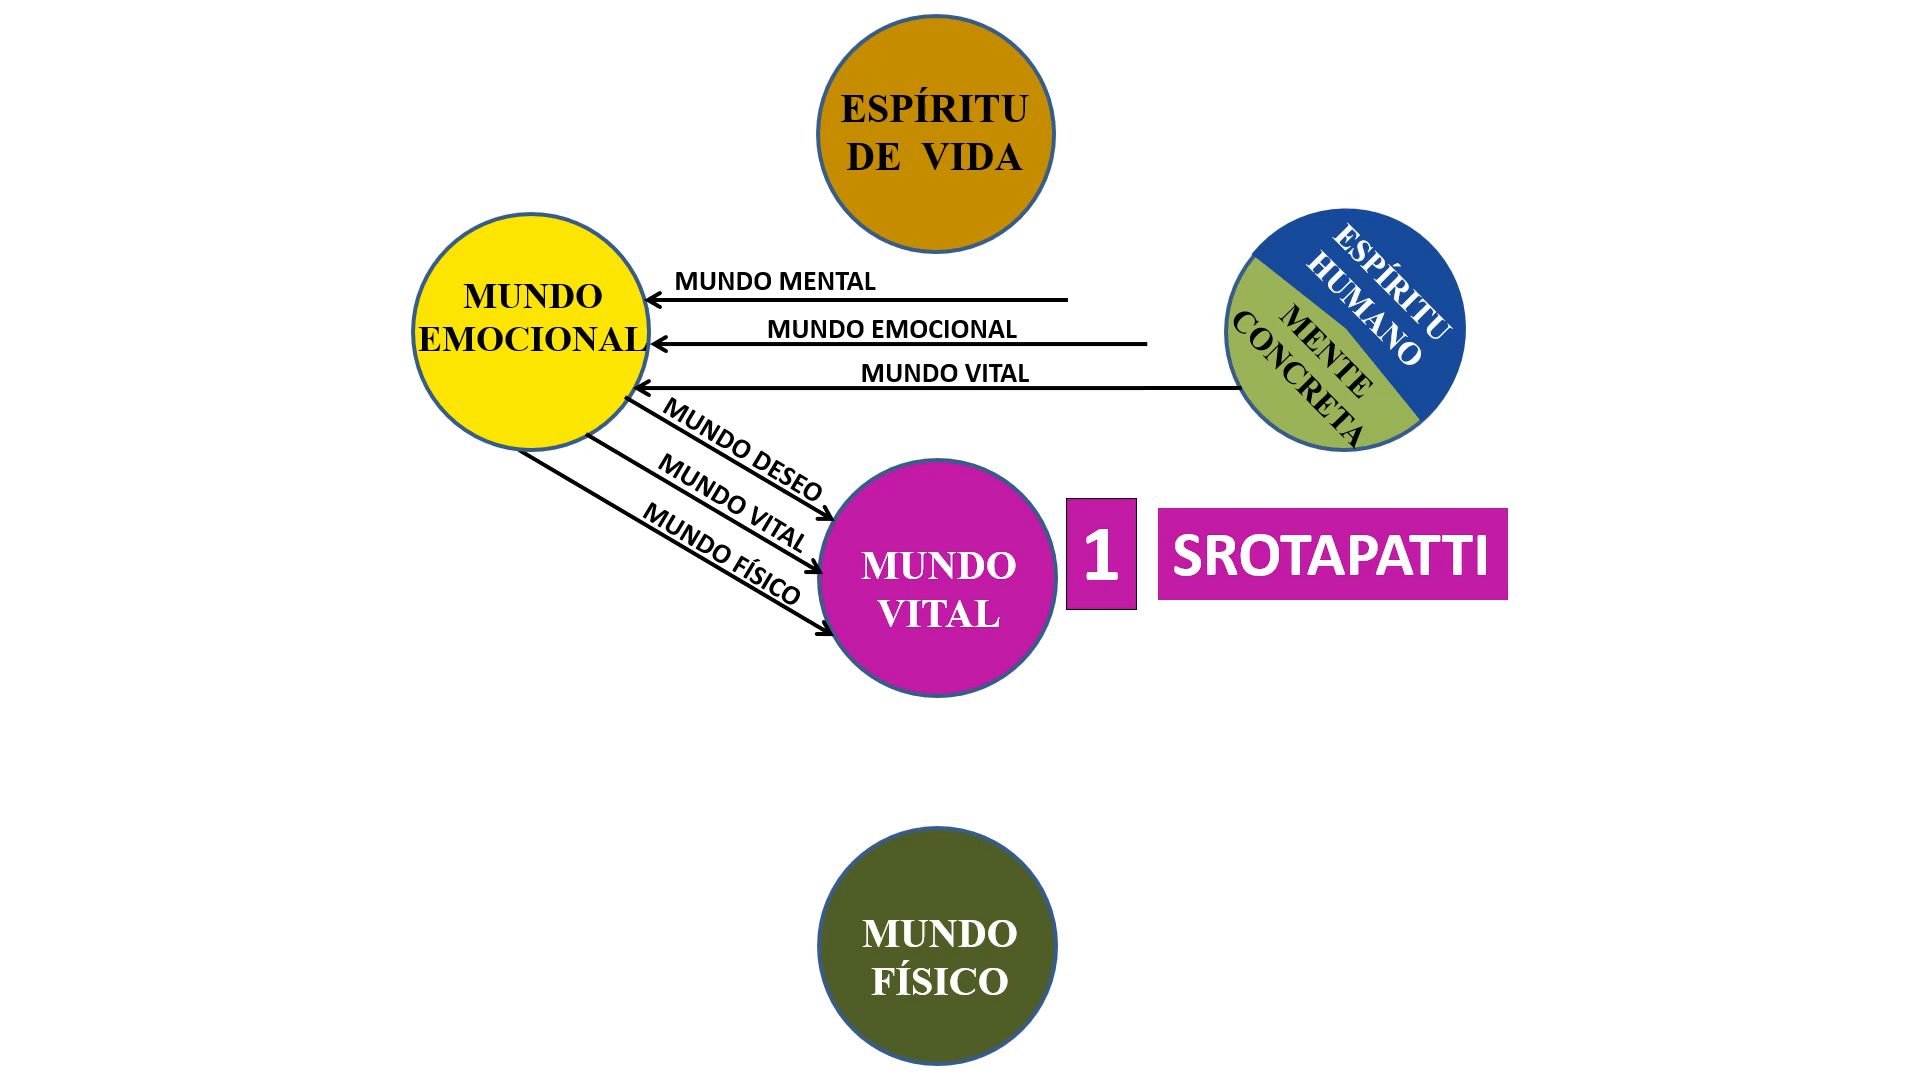 ESPÍRITU
DE VIDA
MUNDO
EMOCIONAL
MUNDO MENTAL
MUNDO EMOCIONAL
MUNDO VITAL
ESPÍRITU
HUMANO
MENTE
CONCRETA
MUNDO DESEO
MUNDO VITAL
MUNDO FÍSICO
MUNDO
VITAL
1
SROTAPATTI
MUNDO
FÍSICO